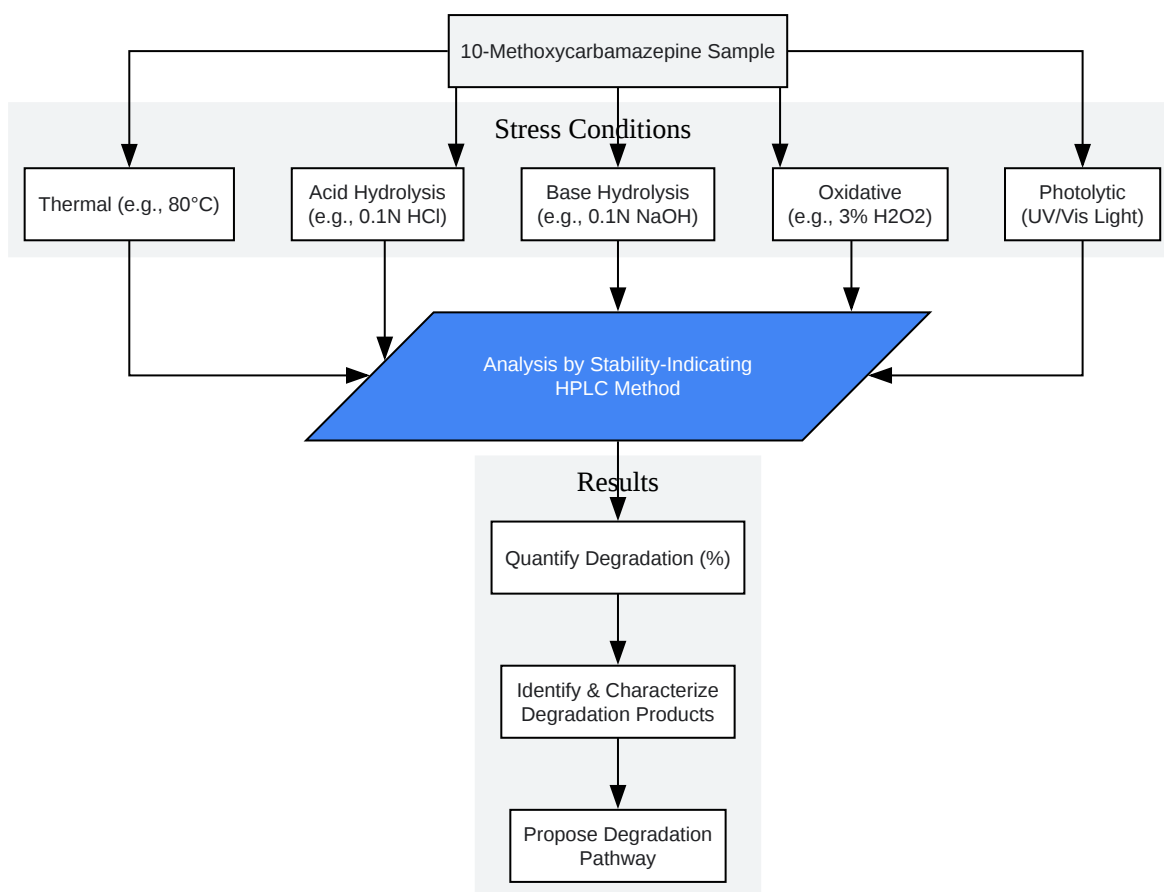 10-Methoxycarbamazepine Sample
Stress Conditions
Thermal (e.g., 80°C)
Acid Hydrolysis
(e.g., 0.1N HCl)
Base Hydrolysis
(e.g., 0.1N NaOH)
Oxidative
(e.g., 3% H2O2)
Photolytic
(UV/Vis Light)
Analysis by Stability-Indicating
HPLC Method
Results
Quantify Degradation (%)
Identify & Characterize
Degradation Products
Propose Degradation
Pathway